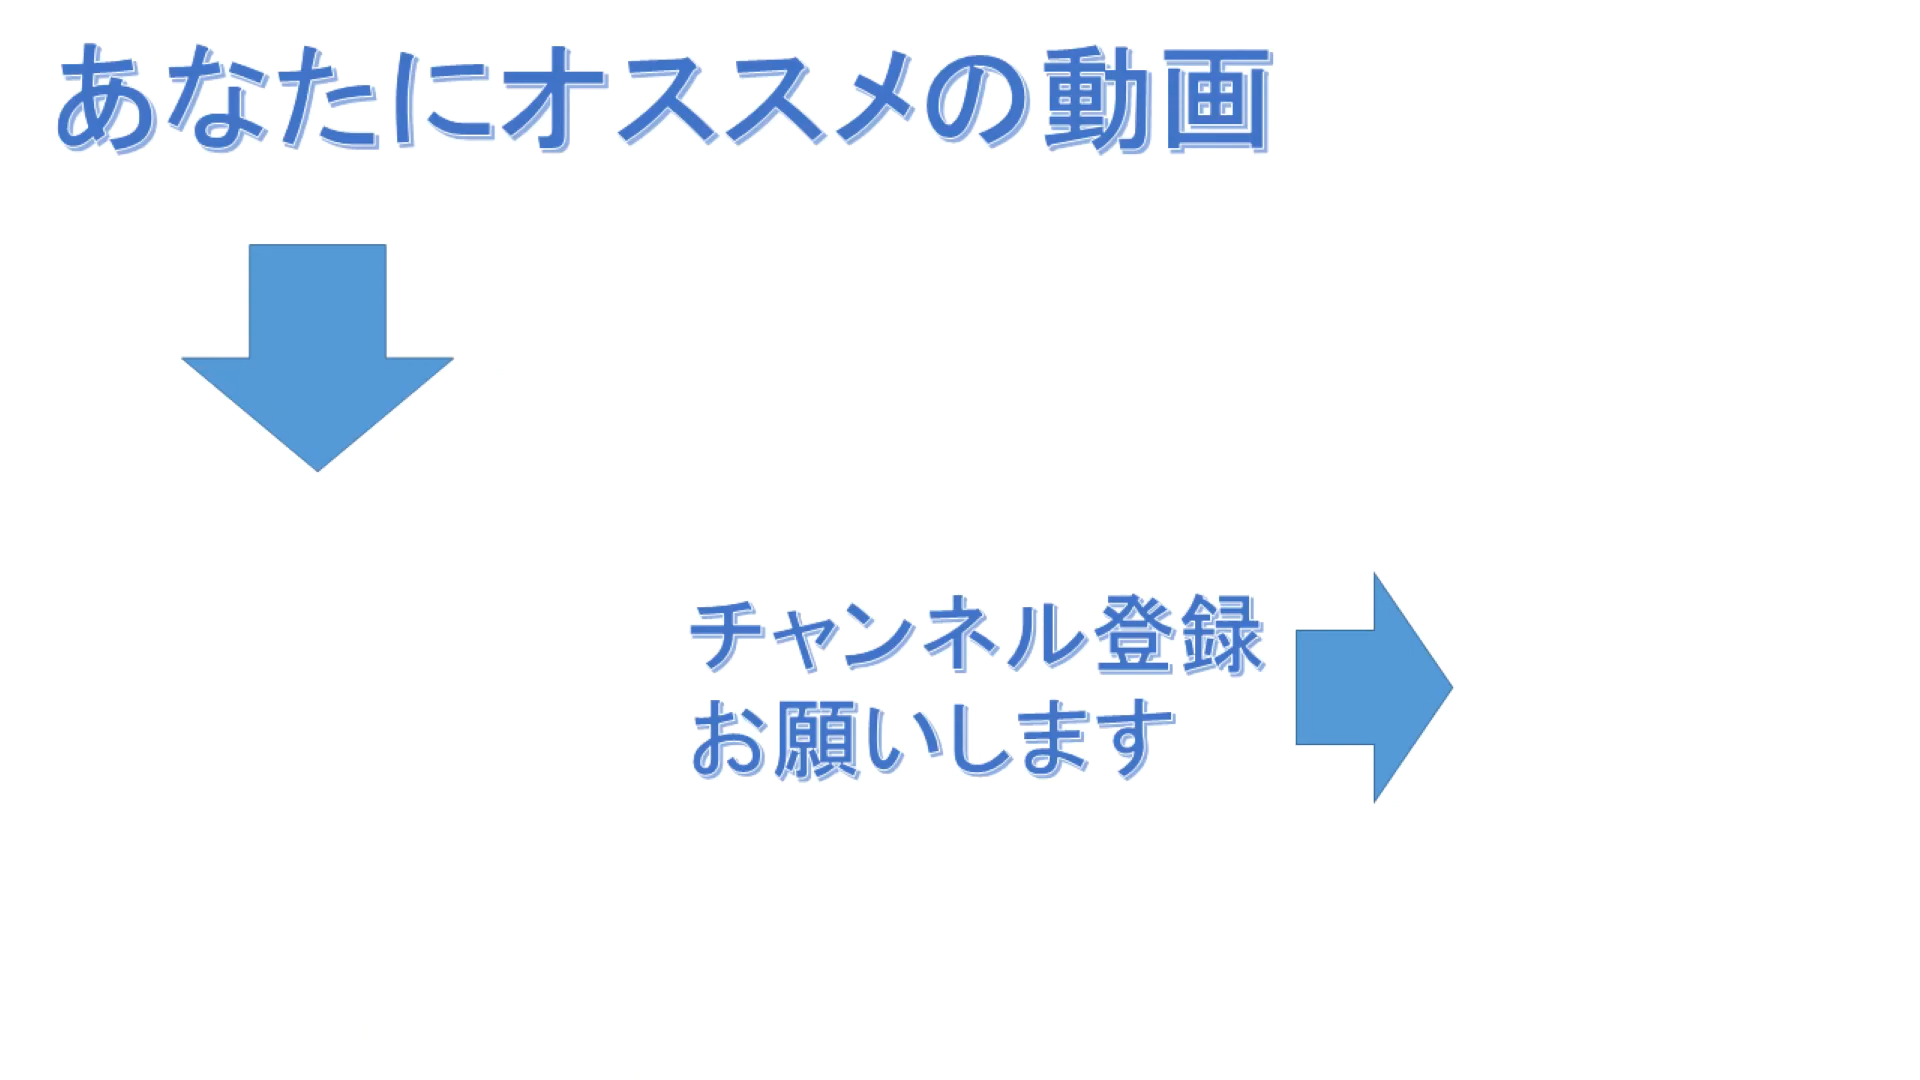 あなたにオススメの動画
チャンネル登録
お願いします